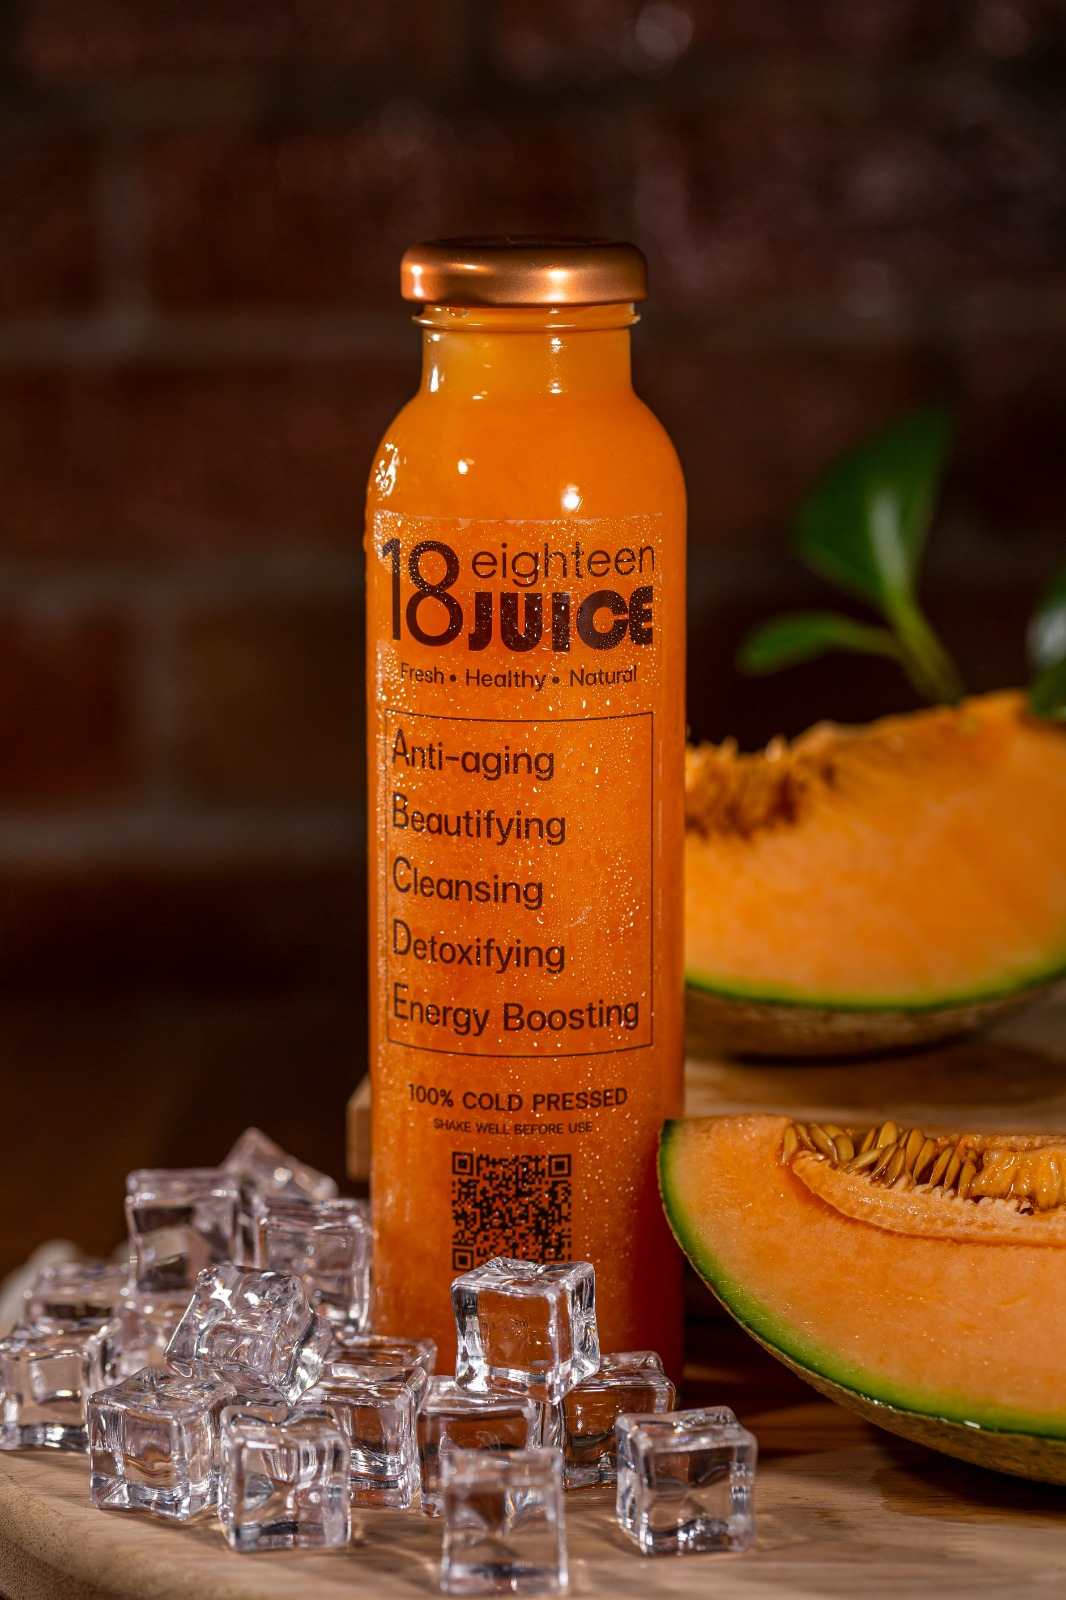 18 eighteen
JUICE
Fresh • Healthy • Natural
Anti-aging
Beautifying
Cleansing
Detoxifying
Energy Boosting
100% COLD PRESSED
SHAKE WELL BEFORE USE